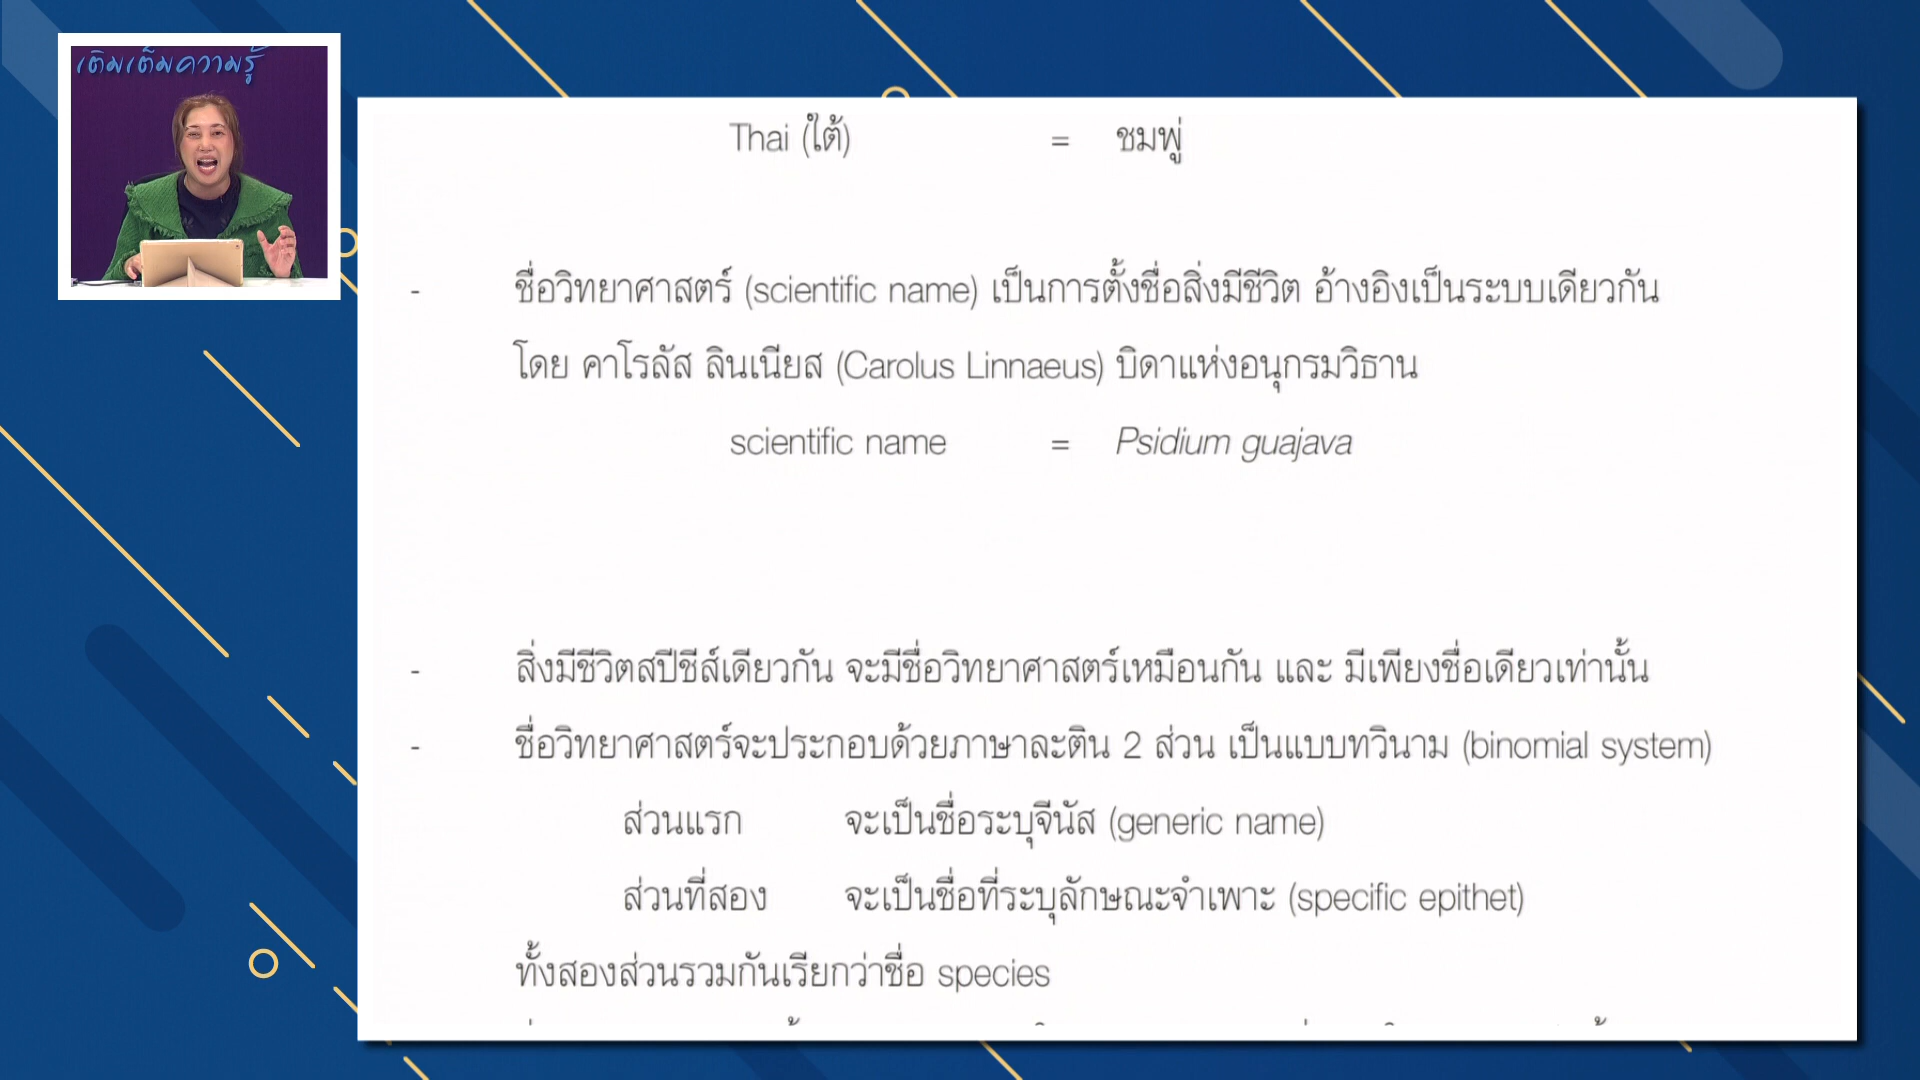 เติมเต็มความรู้
Thai (ใต้) = ชมพู่
- ชื่อวิทยาศาสตร์ (scientific name) เป็นการตั้งชื่อสิ่งมีชีวิต อ้างอิงเป็นระบบเดียวกัน
โดย คาโรลัส ลินเนียส (Carolus Linnaeus) บิดาแห่งอนุกรมวิธาน
scientific name = Psidium guajava
- สิ่งมีชีวิตสปีชีส์เดียวกัน จะมีชื่อวิทยาศาสตร์เหมือนกัน และ มีเพียงชื่อเดียวเท่านั้น
- ชื่อวิทยาศาสตร์จะประกอบด้วยภาษาละติน 2 ส่วน เป็นแบบทวินาม (binomial system)
ส่วนแรก จะเป็นชื่อระบุจีนัส (generic name)
ส่วนที่สอง จะเป็นชื่อที่ระบุลักษณะจำเพาะ (specific epithet)
ทั้งสองส่วนรวมกันเรียกว่าชื่อ species